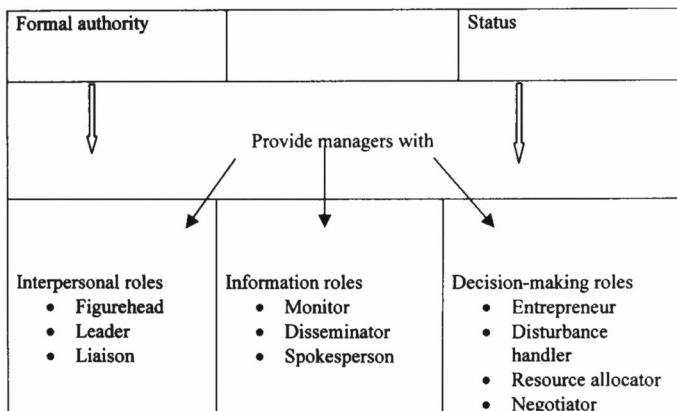 Formal authority
Status
Provide managers with
Interpersonal roles
• Figurehead
• Leader
• Liaison
Information roles
• Monitor
• Disseminator
• Spokesperson
Decision-making roles
• Entrepreneur
• Disturbance
handler
• Resource allocator
• Negotiator